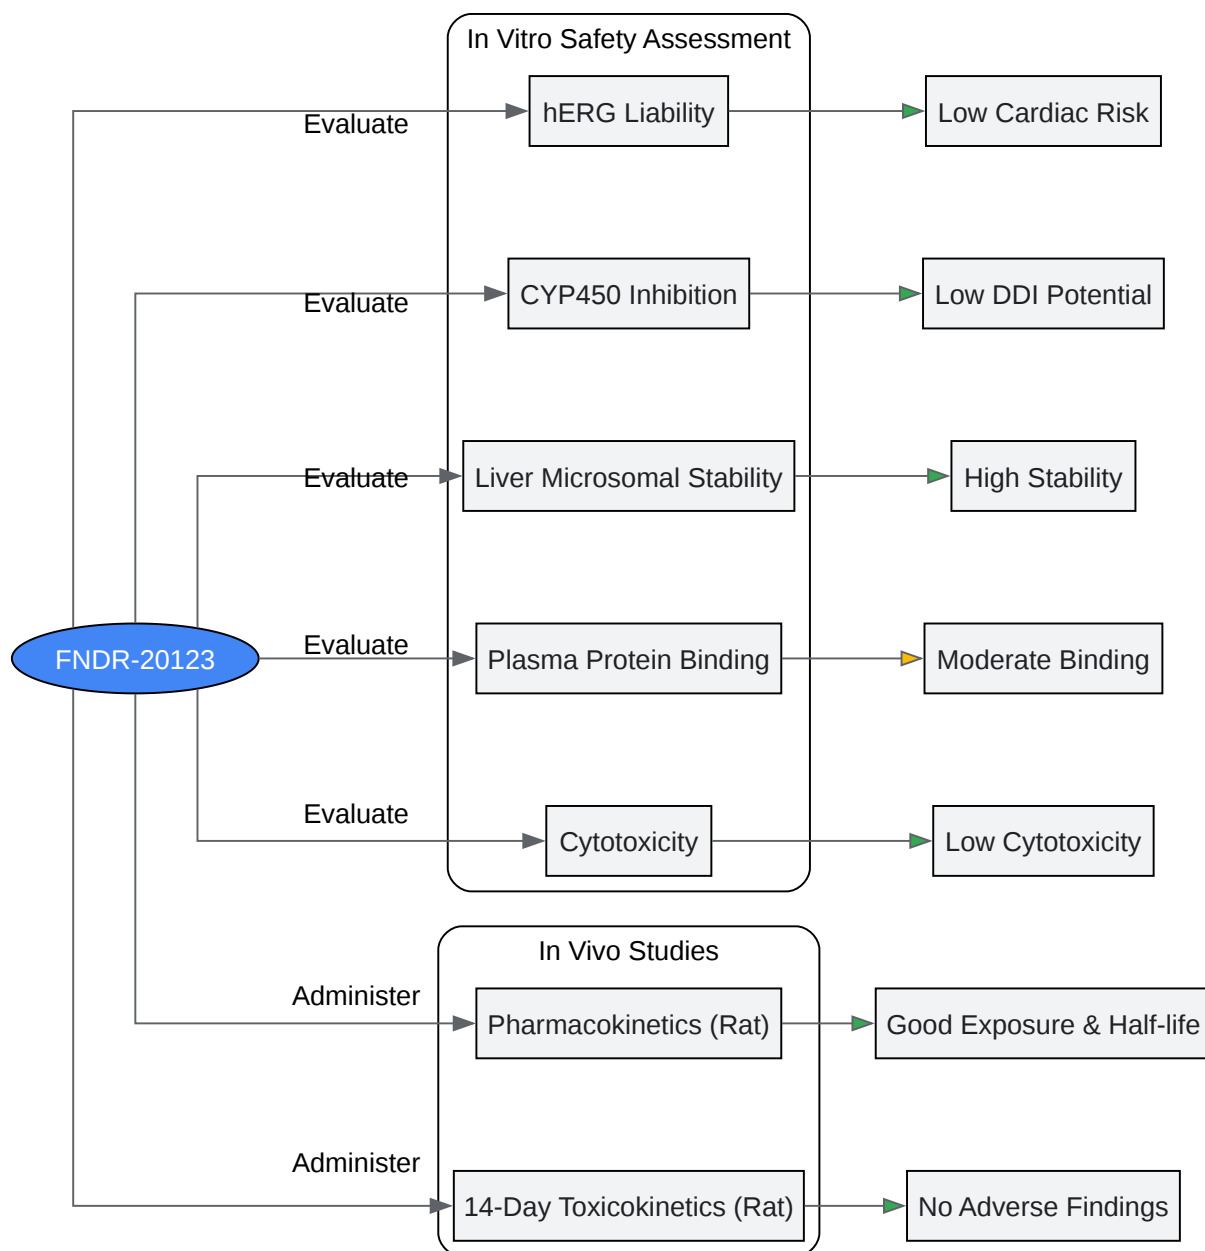 In Vitro Safety Assessment
Evaluate
hERG Liability
Low Cardiac Risk
Evaluate
CYP450 Inhibition
Low DDI Potential
Evaluate
Liver Microsomal Stability
High Stability
FNDR-20123
Evaluate
Plasma Protein Binding
Moderate Binding
Evaluate
Cytotoxicity
Low Cytotoxicity
In Vivo Studies
Administer
Pharmacokinetics (Rat)
Good Exposure & Half-life
Administer
14-Day Toxicokinetics (Rat)
No Adverse Findings